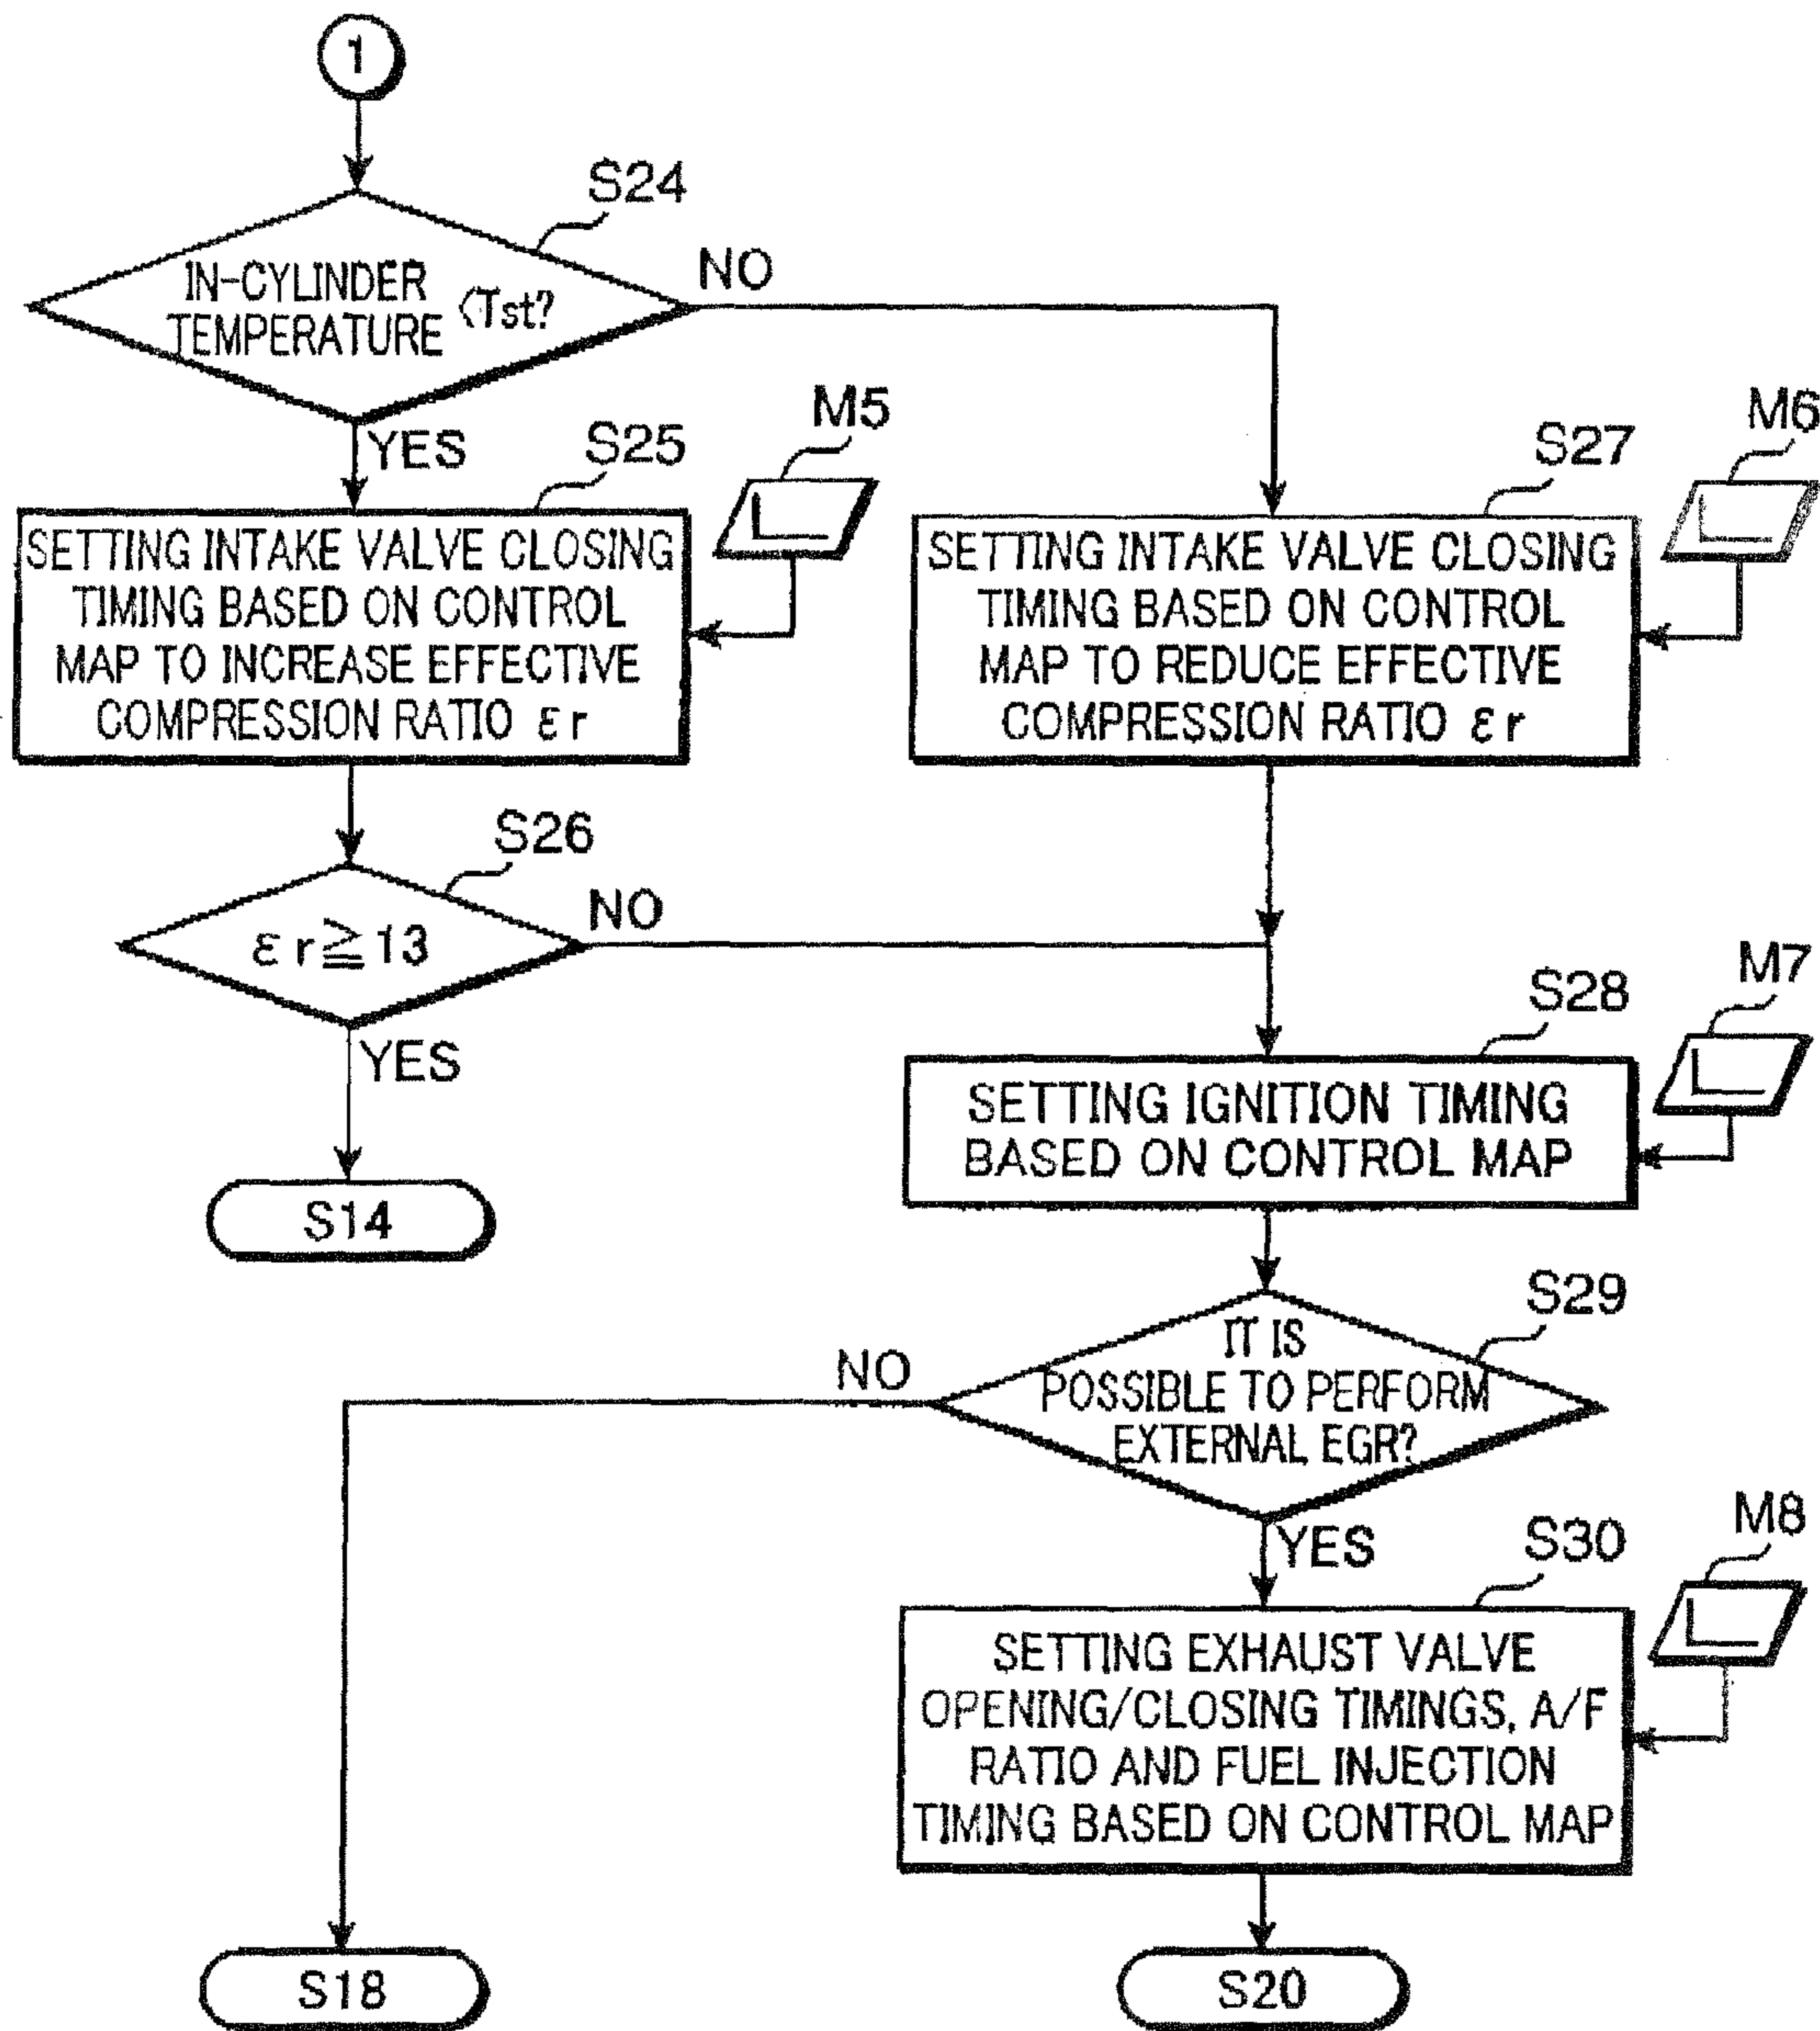 1
S24
IN-CYLINDER
TEMPERATURE <Tst?
NO
YES
S25
M5
SETTING INTAKE VALVE CLOSING
TIMING BASED ON CONTROL
MAP TO INCREASE EFFECTIVE
COMPRESSION RATIO εr
S27
M6
SETTING INTAKE VALVE CLOSING
TIMING BASED ON CONTROL
MAP TO REDUCE EFFECTIVE
COMPRESSION RATIO εr
S26
εr≧13
NO
YES
S14
S28
M7
SETTING IGNITION TIMING
BASED ON CONTROL MAP
S29
IT IS
POSSIBLE TO PERFORM
EXTERNAL EGR?
NO
YES
S30
M8
SETTING EXHAUST VALVE
OPENING/CLOSING TIMINGS, A/F
RATIO AND FUEL INJECTION
TIMING BASED ON CONTROL MAP
S18
S20